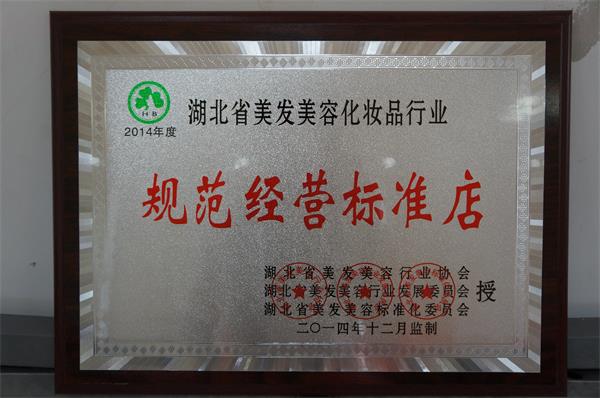 HB
2014年度
湖北省美发美容化妆品行业
规范经营标准店
湖北省美发美容行业协会
湖北省美发美容行业发展委员会
湖北省美发美容标准化委员会
授
二〇一四年十二月监制